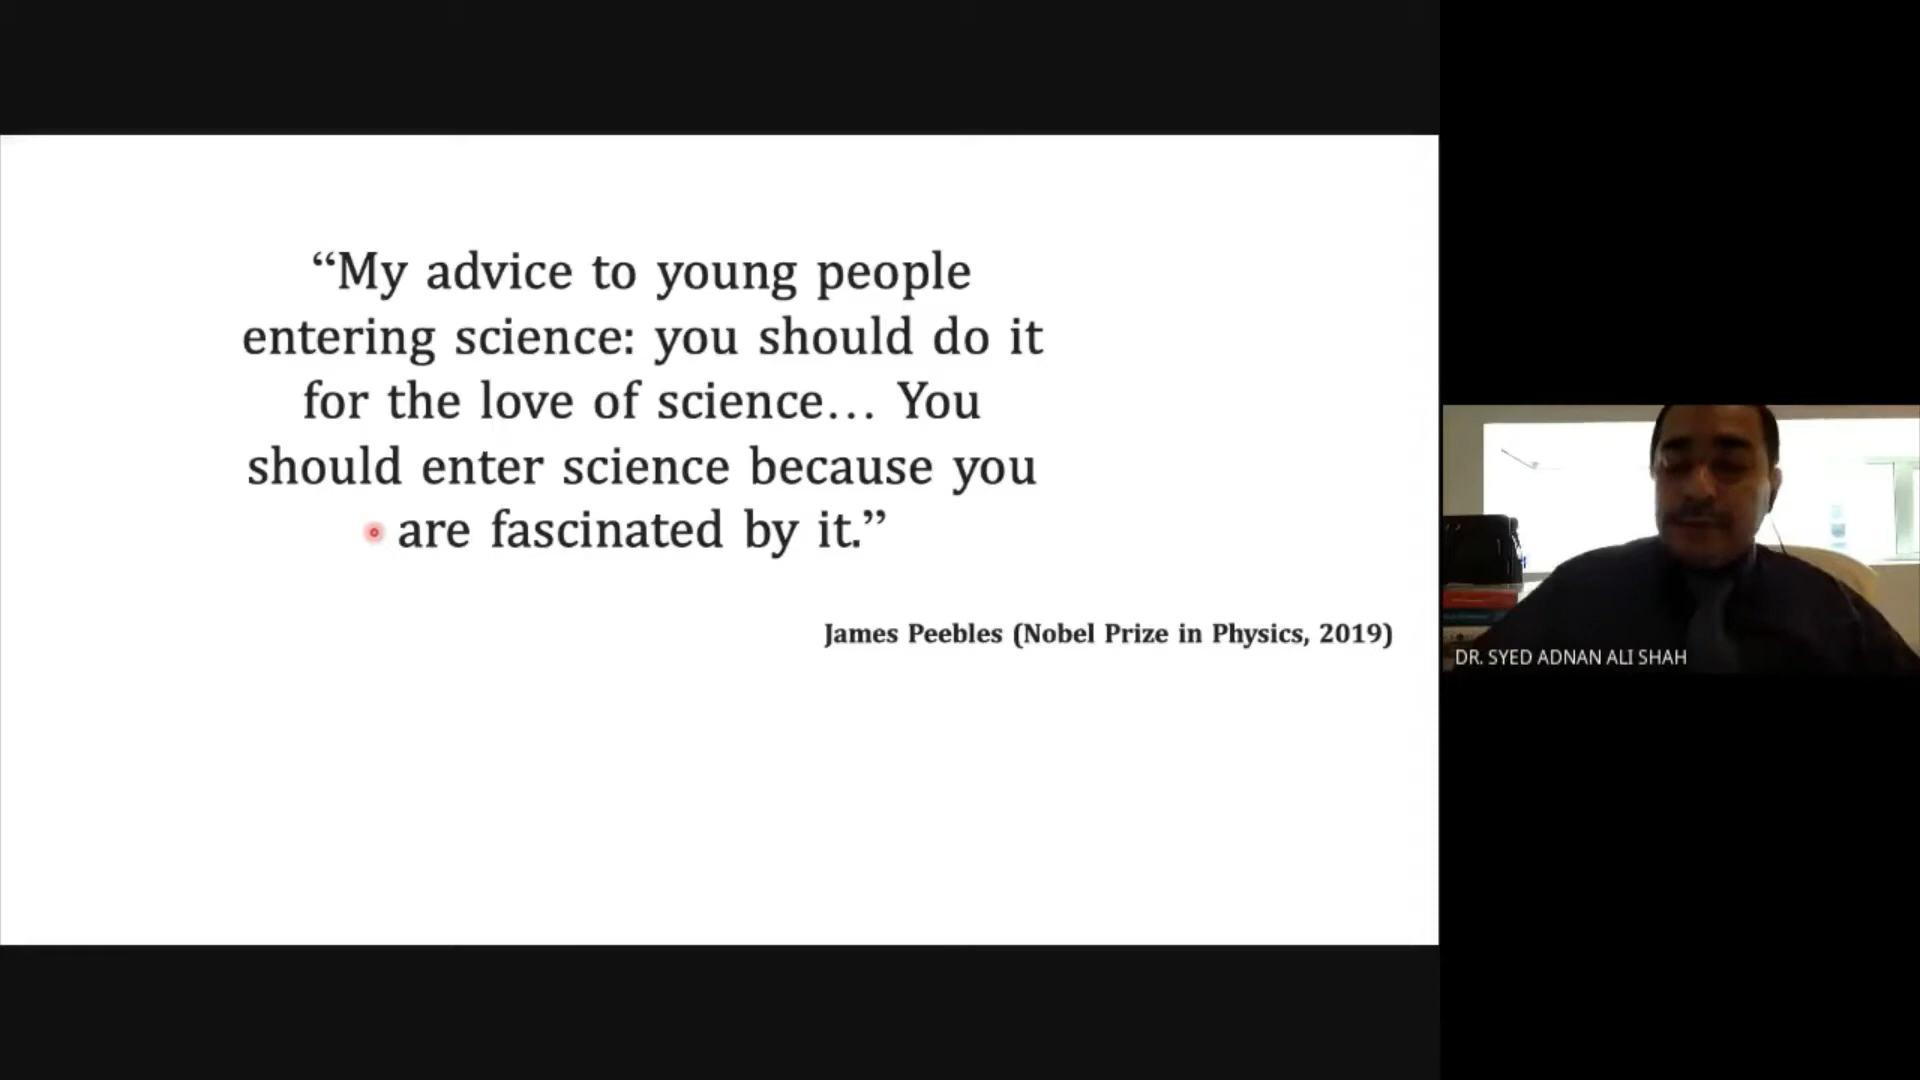 “My advice to young people
entering science: you should do it
for the love of science… You
should enter science because you
are fascinated by it.”
James Peebles (Nobel Prize in Physics, 2019)
DR. SYED ADNAN ALI SHAH